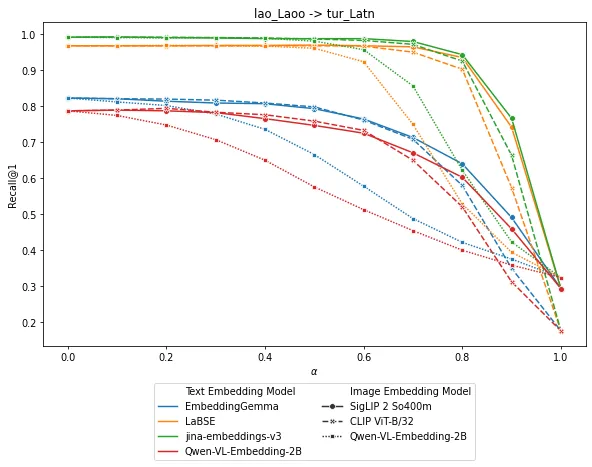 lao_Laoo -> tur_Latn
1.0
0.9
0.8
0.7
0.6
0.5
0.4
0.3
0.2
Recall@1
0.0 0.2 0.4 0.6 0.8 1.0
α
Text Embedding Model Image Embedding Model
EmbeddingGemma SigLIP 2 So400m
LaBSE CLIP ViT-B/32
jina-embeddings-v3 Qwen-VL-Embedding-2B
Qwen-VL-Embedding-2B